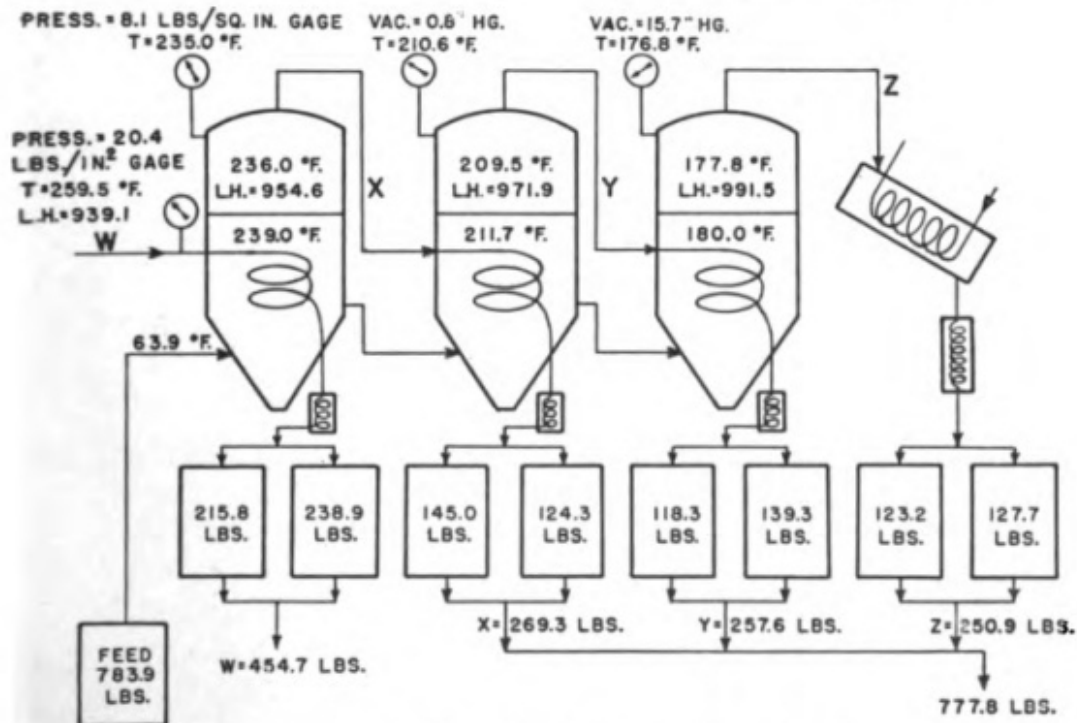 PRESS.=8.1 LBS./SQ. IN. GAGE
T=235.0 °F.
VAC.=0.6" HG.
T=210.6 °F.
VAC.=15.7" HG.
T=176.8 °F.
Z
PRESS.= 20.4
LBS./IN.² GAGE
T=259.5 °F.
L.H.=939.1
W
236.0 °F.
L.H.=954.6
X
209.5 °F.
L.H.=971.9
Y
177.8 °F.
L.H.=991.5
239.0 °F.
211.7 °F.
180.0 °F.
63.9 °F.
215.8
LBS.
238.9
LBS.
145.0
LBS.
124.3
LBS.
118.3
LBS.
139.3
LBS.
123.2
LBS.
127.7
LBS.
FEED
783.9
LBS.
W=454.7 LBS.
X=269.3 LBS.
Y=257.6 LBS.
Z=250.9 LBS.
777.8 LBS.